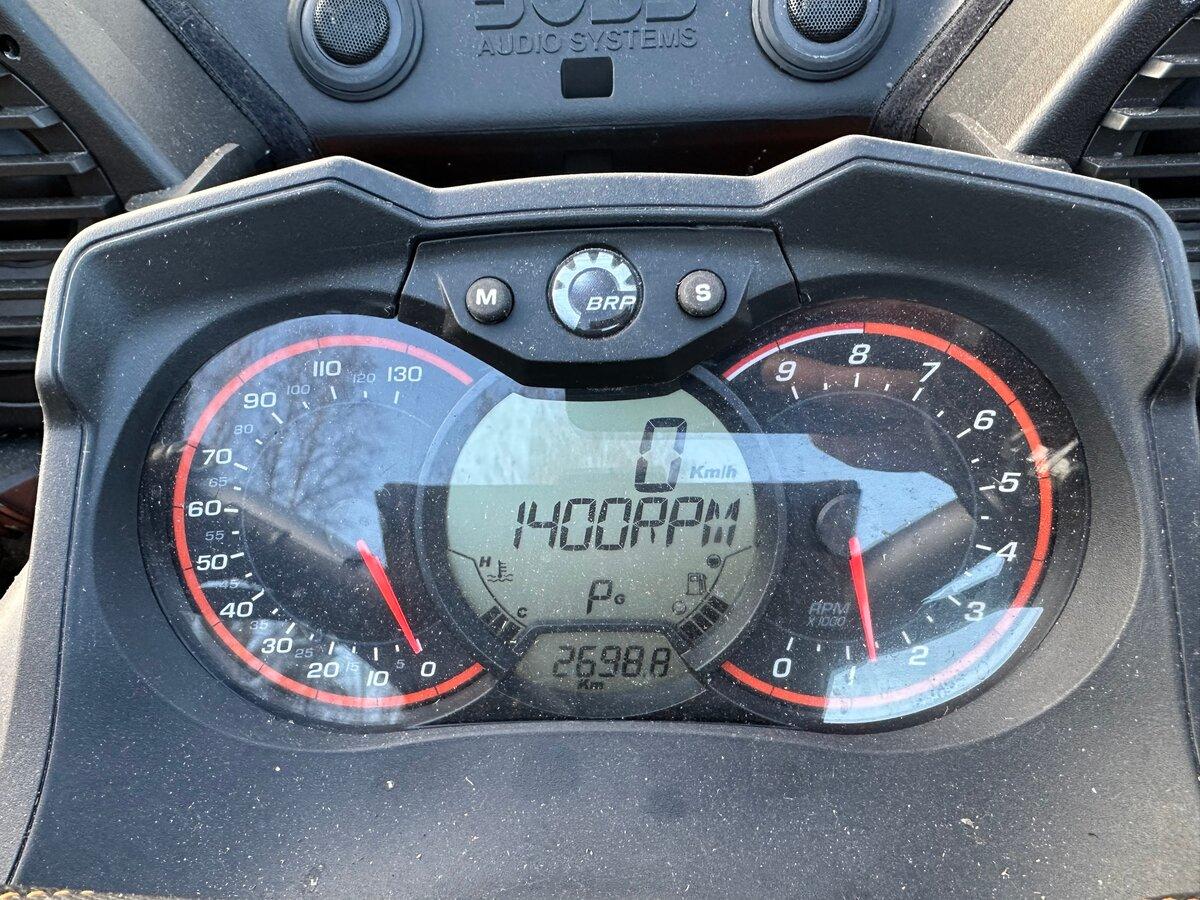 AUDIO SYSTEMS
M BRP S
0 5 10 15 20 25 30 35 40 45 50 55 60 65 70 80 90 100 110 120 130
0 Km/h
1400RPM
H
C
PG
2698.8
Km
0 1 2 3 4 5 6 7 8 9
RPM
X1000